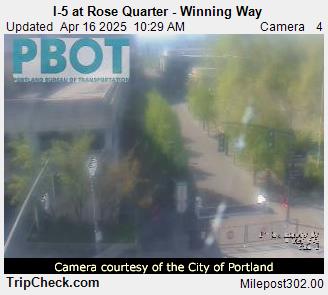 I-5 at Rose Quarter - Winning Way
Updated Apr 16 2025 10:29 AM Camera 4
PBOT
PORTLAND BUREAU OF TRANSPORTATION
Camera courtesy of the City of Portland
TripCheck.com Milepost302.00